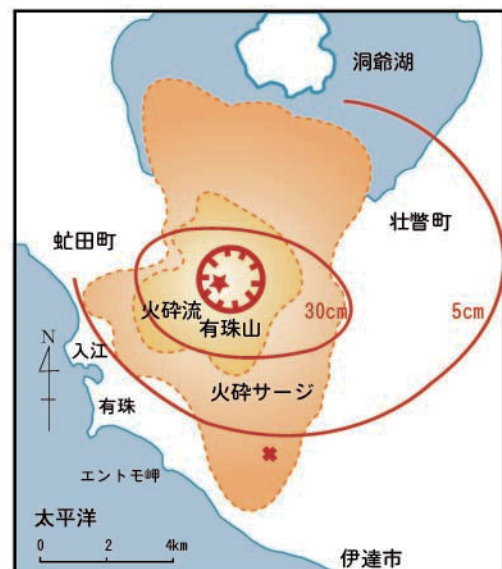 洞爺湖
壮瞥町
虻田町
火砕流
有珠山
30cm
5cm
N
入江
有珠
火砕サージ
エントモ岬
太平洋
0 2 4km
伊達市